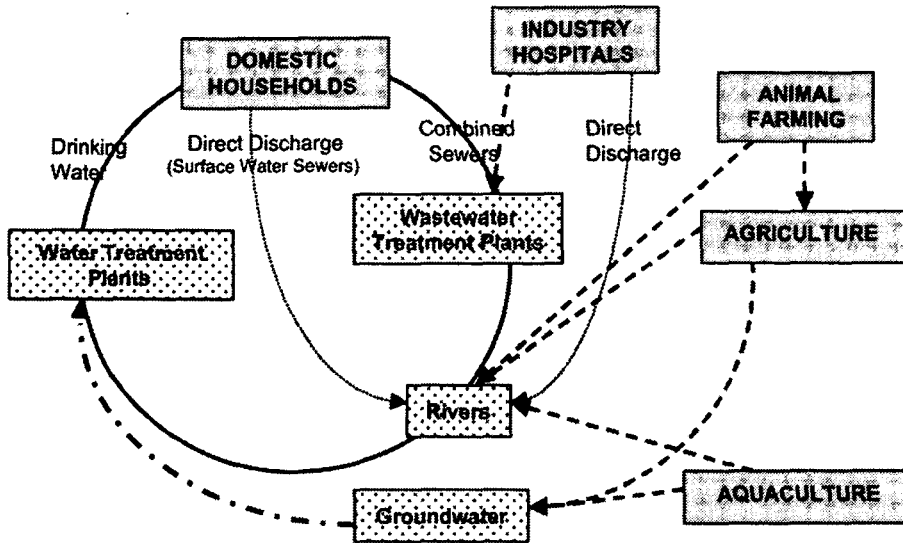 INDUSTRY
HOSPITALS
DOMESTIC
HOUSEHOLDS
ANIMAL
FARMING
Drinking
Water
Direct Discharge
(Surface Water Sewers)
Combined
Sewers
Direct
Discharge
Wastewater
Treatment Plants
AGRICULTURE
Water Treatment
Plants
Rivers
Groundwater
AQUACULTURE